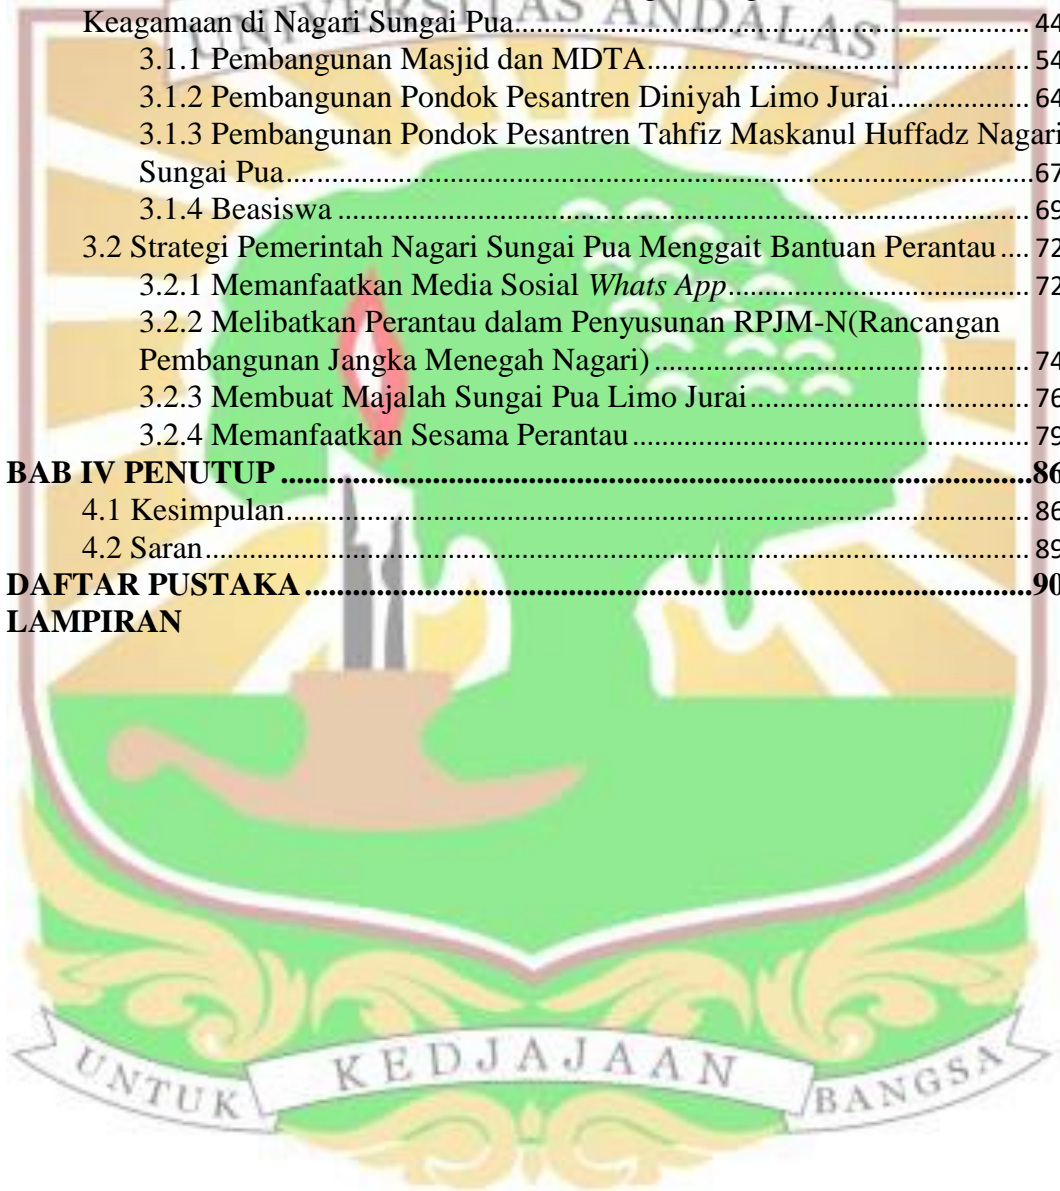 UNIVERSITAS ANDALAS
Keagamaan di Nagari Sungai Pua.......................................................................... 44
3.1.1 Pembangunan Masjid dan MDTA.......................................................... 54
3.1.2 Pembangunan Pondok Pesantren Diniyah Limo Jurai..................... 64
3.1.3 Pembangunan Pondok Pesantren Tahfiz Maskanul Huffadz Nagari
Sungai Pua.......................................................................................................67
3.1.4 Beasiswa ............................................................................................... 69
3.2 Strategi Pemerintah Nagari Sungai Pua Menggait Bantuan Perantau .... 72
3.2.1 Memanfaatkan Media Sosial Whats App............................................ 72
3.2.2 Melibatkan Perantau dalam Penyusunan RPJM-N(Rancangan
Pembangunan Jangka Menegah Nagari) ..................................................... 74
3.2.3 Membuat Majalah Sungai Pua Limo Jurai........................................ 76
3.2.4 Memanfaatkan Sesama Perantau ......................................................... 79
BAB IV PENUTUP ...............................................................................................86
4.1 Kesimpulan..................................................................................................... 86
4.2 Saran................................................................................................................ 89
DAFTAR PUSTAKA ............................................................................................90
LAMPIRAN
UNTUK KEDJAJAAN BANGSA